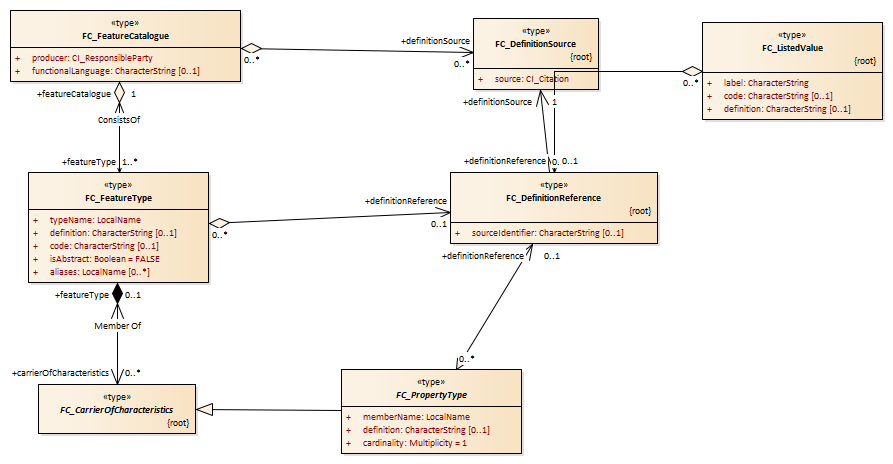 «type»
FC_FeatureCatalogue
+ producer: CI_ResponsibleParty
+ functionalLanguage: CharacterString [0..1]
0..*
+definitionSource
0..*
«type»
FC_DefinitionSource
{root}
+ source: CI_Citation
«type»
FC_ListedValue
{root}
+ label: CharacterString
+ code: CharacterString [0..1]
+ definition: CharacterString [0..1]
0..*
+featureCatalogue 1
ConsistsOf
+featureType 1..*
+definitionSource 1
+definitionReference 0.. 0..1
«type»
FC_FeatureType
+ typeName: LocalName
+ definition: CharacterString [0..1]
+ code: CharacterString [0..1]
+ isAbstract: Boolean = FALSE
+ aliases: LocalName [0..*]
0..*
+definitionReference
0..1
«type»
FC_DefinitionReference
{root}
+ sourceIdentifier: CharacterString [0..1]
+definitionReference 0..1
+featureType 0..1
Member Of
+carrierOfCharacteristics 0..*
0..*
«type»
FC_CarrierOfCharacteristics
{root}
«type»
FC_PropertyType
+ memberName: LocalName
+ definition: CharacterString [0..1]
+ cardinality: Multiplicity = 1